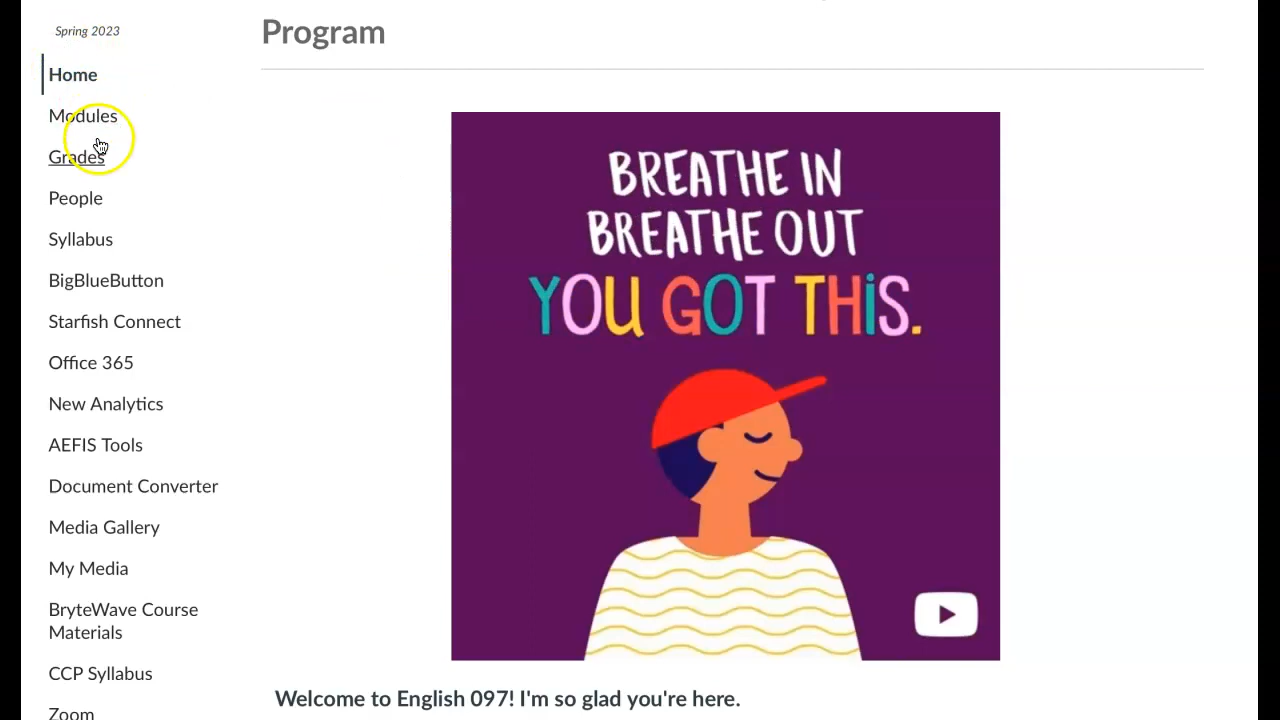 Spring 2023
Program
Home
Modules
Grades
People
Syllabus
BigBlueButton
Starfish Connect
Office 365
New Analytics
AEFIS Tools
Document Converter
Media Gallery
My Media
BryteWave Course
Materials
CCP Syllabus
Zoom
BREATHE IN
BREATHE OUT
YOU GOT THiS.
Welcome to English 097! I'm so glad you're here.